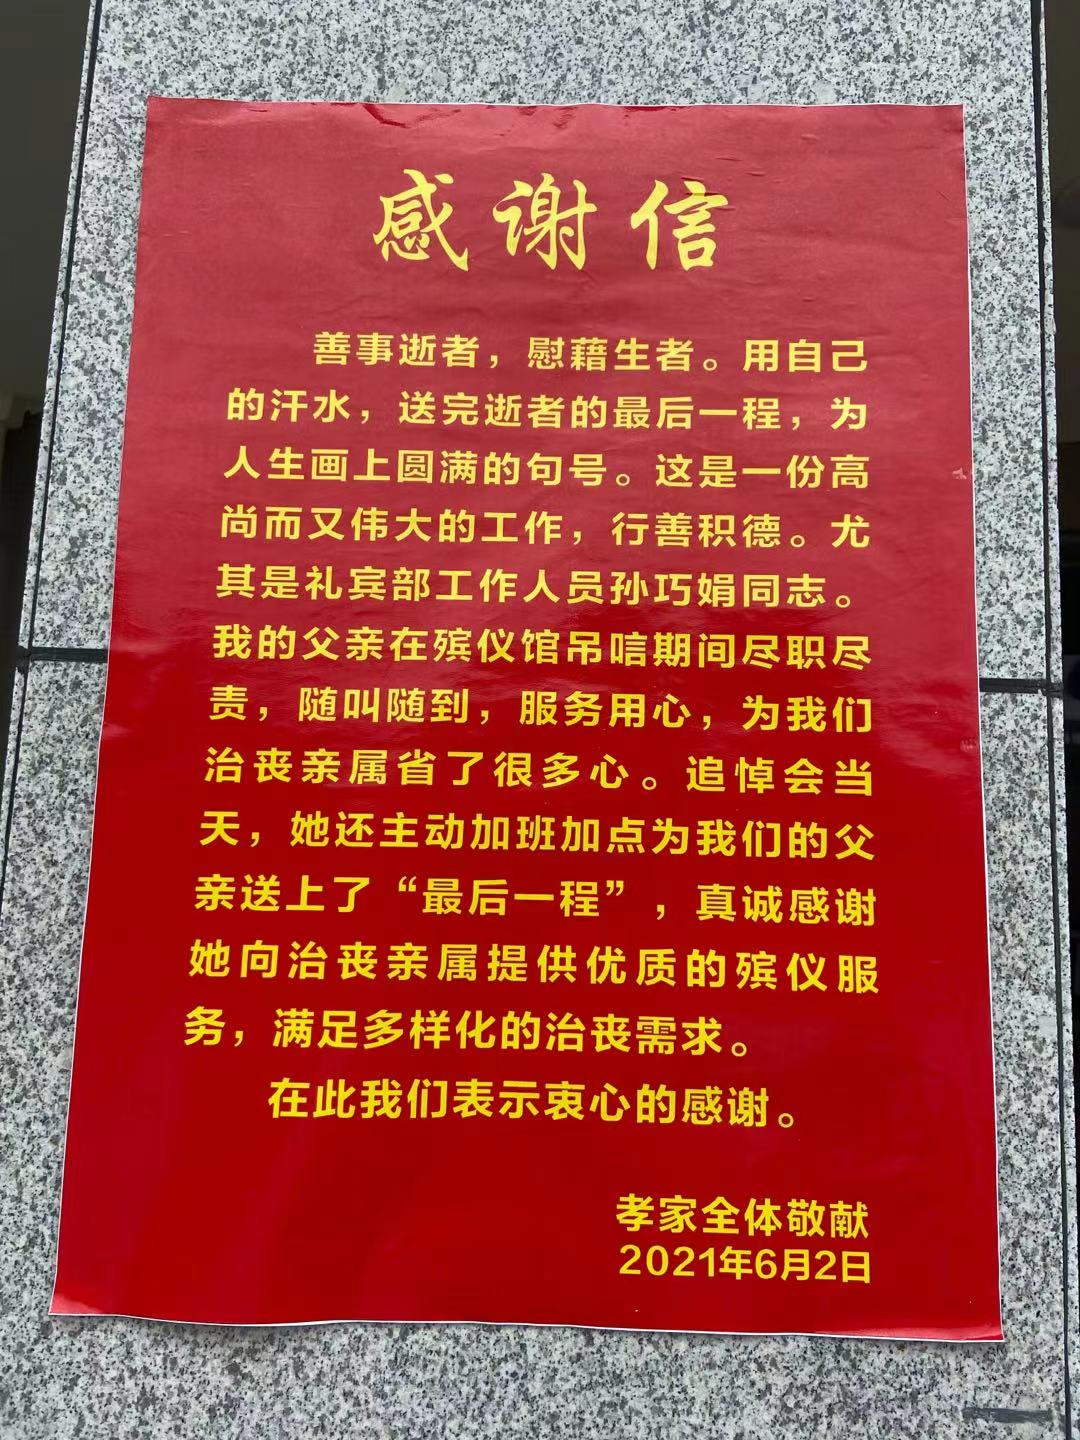 感谢信
善事逝者，慰藉生者。用自己
的汗水，送完逝者的最后一程，为
人生画上圆满的句号。这是一份高
尚而又伟大的工作，行善积德。尤
其是礼宾部工作人员孙巧娟同志。
我的父亲在殡仪馆吊唁期间尽职尽
责，随叫随到，服务用心，为我们
治丧亲属省了很多心。追悼会当
天，她还主动加班加点为我们的父
亲送上了“最后一程”，真诚感谢
她向治丧亲属提供优质的殡仪服
务，满足多样化的治丧需求。
在此我们表示衷心的感谢。
孝家全体敬献
2021年6月2日